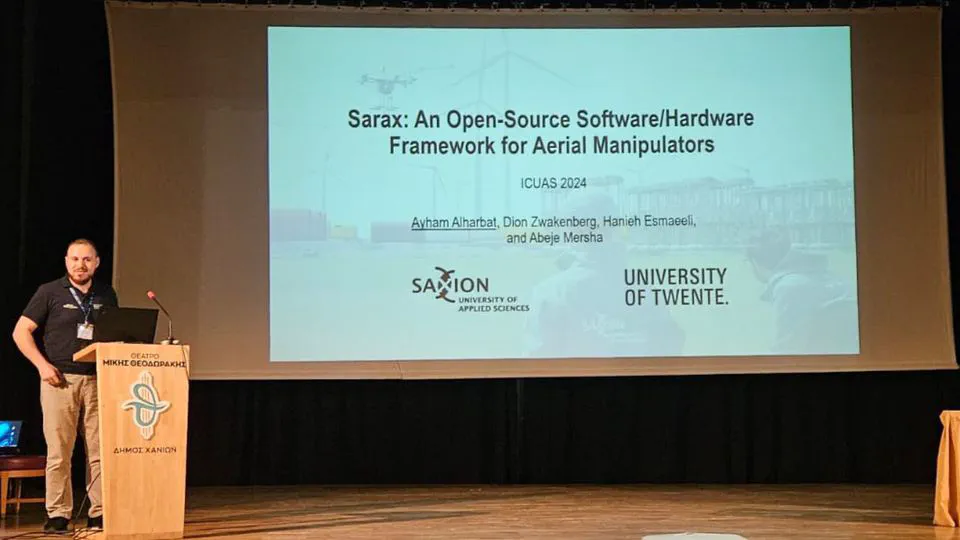 Sarax: An Open-Source Software/Hardware
Framework for Aerial Manipulators
ICUAS 2024
Ayham Alharbat, Dion Zwakenberg, Hanieh Esmaeeli,
and Abeje Mersha
SAXION
UNIVERSITY OF
APPLIED SCIENCES
UNIVERSITY
OF TWENTE.
ΘΕΑΤΡΟ
ΜΙΚΗΣ ΘΕΟΔΩΡΑΚΗΣ
ΔΗΜΟΣ ΧΑΝΙΩΝ